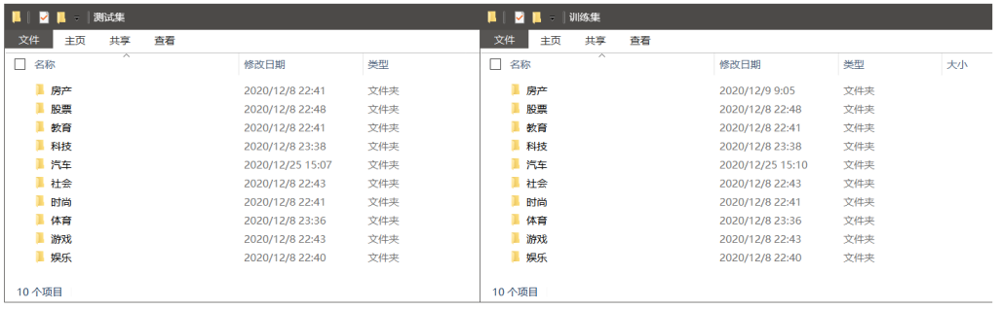 测试集
文件 主页 共享 查看
名称 修改日期 类型
房产 2020/12/8 22:41 文件夹
股票 2020/12/8 22:48 文件夹
教育 2020/12/8 22:41 文件夹
科技 2020/12/8 23:38 文件夹
汽车 2020/12/25 15:07 文件夹
社会 2020/12/8 22:43 文件夹
时尚 2020/12/8 22:41 文件夹
体育 2020/12/8 23:36 文件夹
游戏 2020/12/8 22:43 文件夹
娱乐 2020/12/8 22:40 文件夹
10 个项目
训练集
文件 主页 共享 查看
名称 修改日期 类型 大小
房产 2020/12/9 9:05 文件夹
股票 2020/12/8 22:48 文件夹
教育 2020/12/8 22:41 文件夹
科技 2020/12/8 23:38 文件夹
汽车 2020/12/25 15:10 文件夹
社会 2020/12/8 22:43 文件夹
时尚 2020/12/8 22:41 文件夹
体育 2020/12/8 23:36 文件夹
游戏 2020/12/8 22:43 文件夹
娱乐 2020/12/8 22:40 文件夹
10 个项目